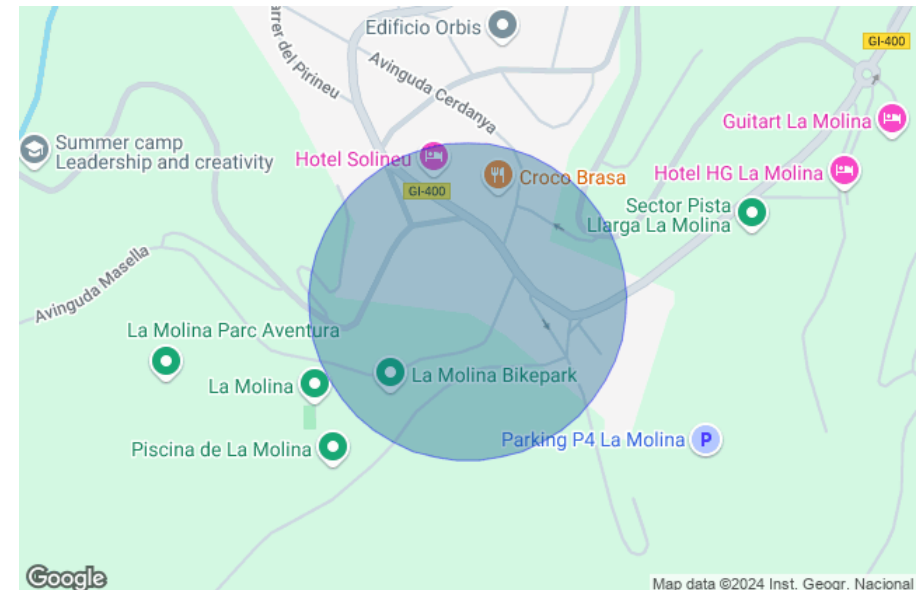 Edificio Orbis
GI-400
rrer del Pirineu
Avinguda Cerdanya
Guitart La Molina
Summer camp
Leadership and creativity
Hotel Solineu
Croco Brasa
Hotel HG La Molina
GI-400
Sector Pista
Llarga La Molina
Avinguda Masella
La Molina Parc Aventura
La Molina
La Molina Bikepark
Piscina de La Molina
Parking P4 La Molina
P
Google
Map data ©2024 Inst. Geogr. Nacional